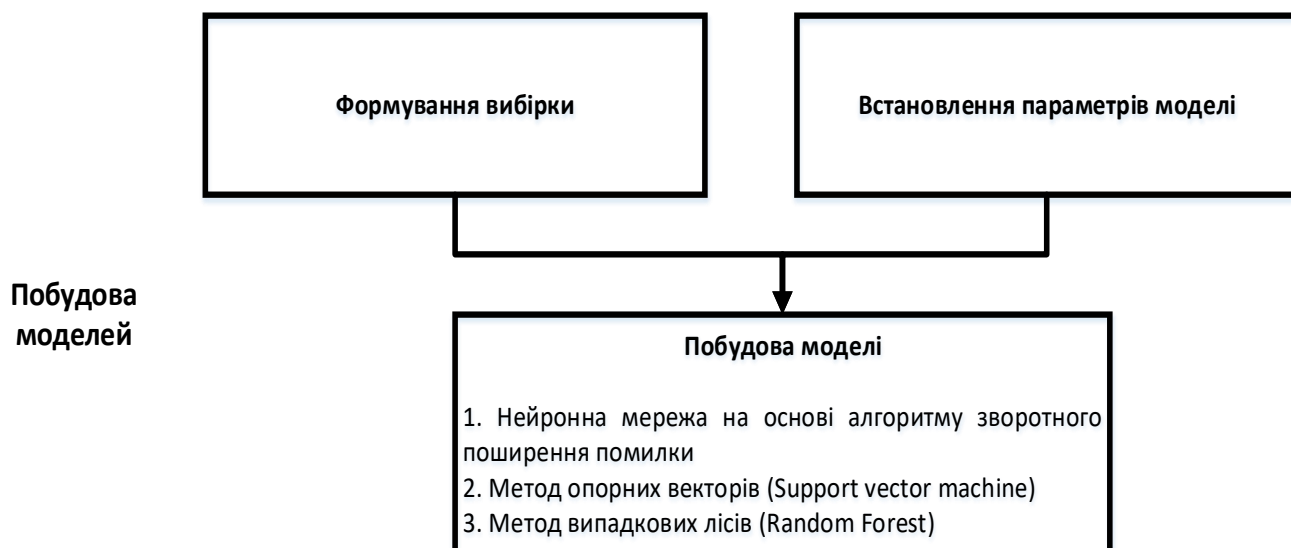 Формування вибірки
Встановлення параметрів моделі
Побудова
моделей
Побудова моделі
1. Нейронна мережа на основі алгоритму зворотного
поширення помилки
2. Метод опорних векторів (Support vector machine)
3. Метод випадкових лісів (Random Forest)